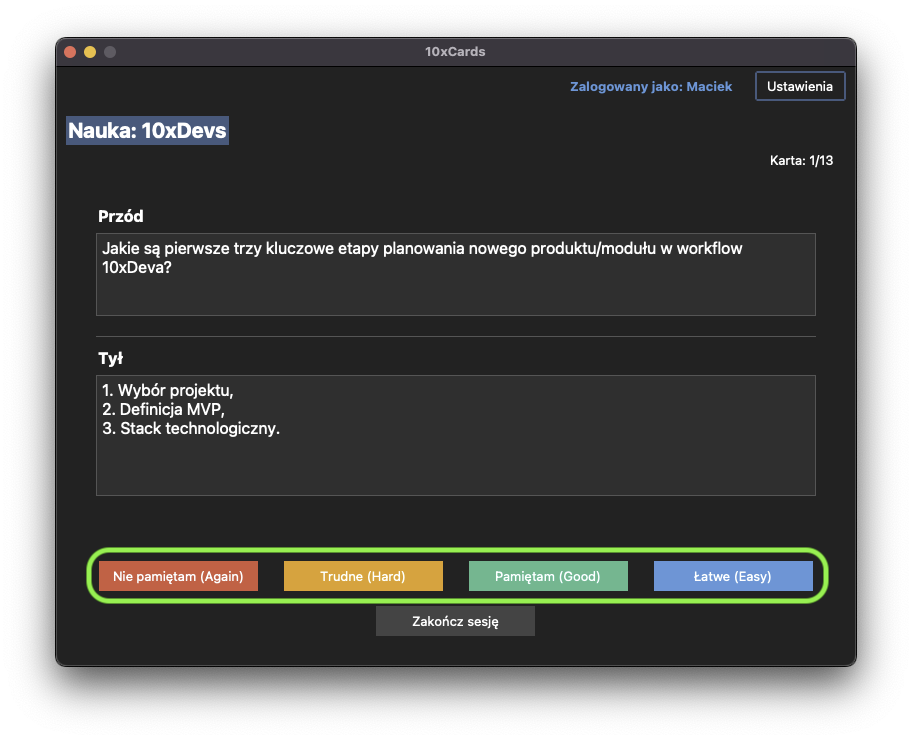 10xCards
Zalogowany jako: Maciek
Ustawienia
Nauka: 10xDevs
Karta: 1/13
Przód
Jakie są pierwsze trzy kluczowe etapy planowania nowego produktu/modułu w workflow
10xDeva?
Tył
1. Wybór projektu,
2. Definicja MVP,
3. Stack technologiczny.
Nie pamiętam (Again)
Trudne (Hard)
Pamiętam (Good)
Łatwe (Easy)
Zakończ sesję